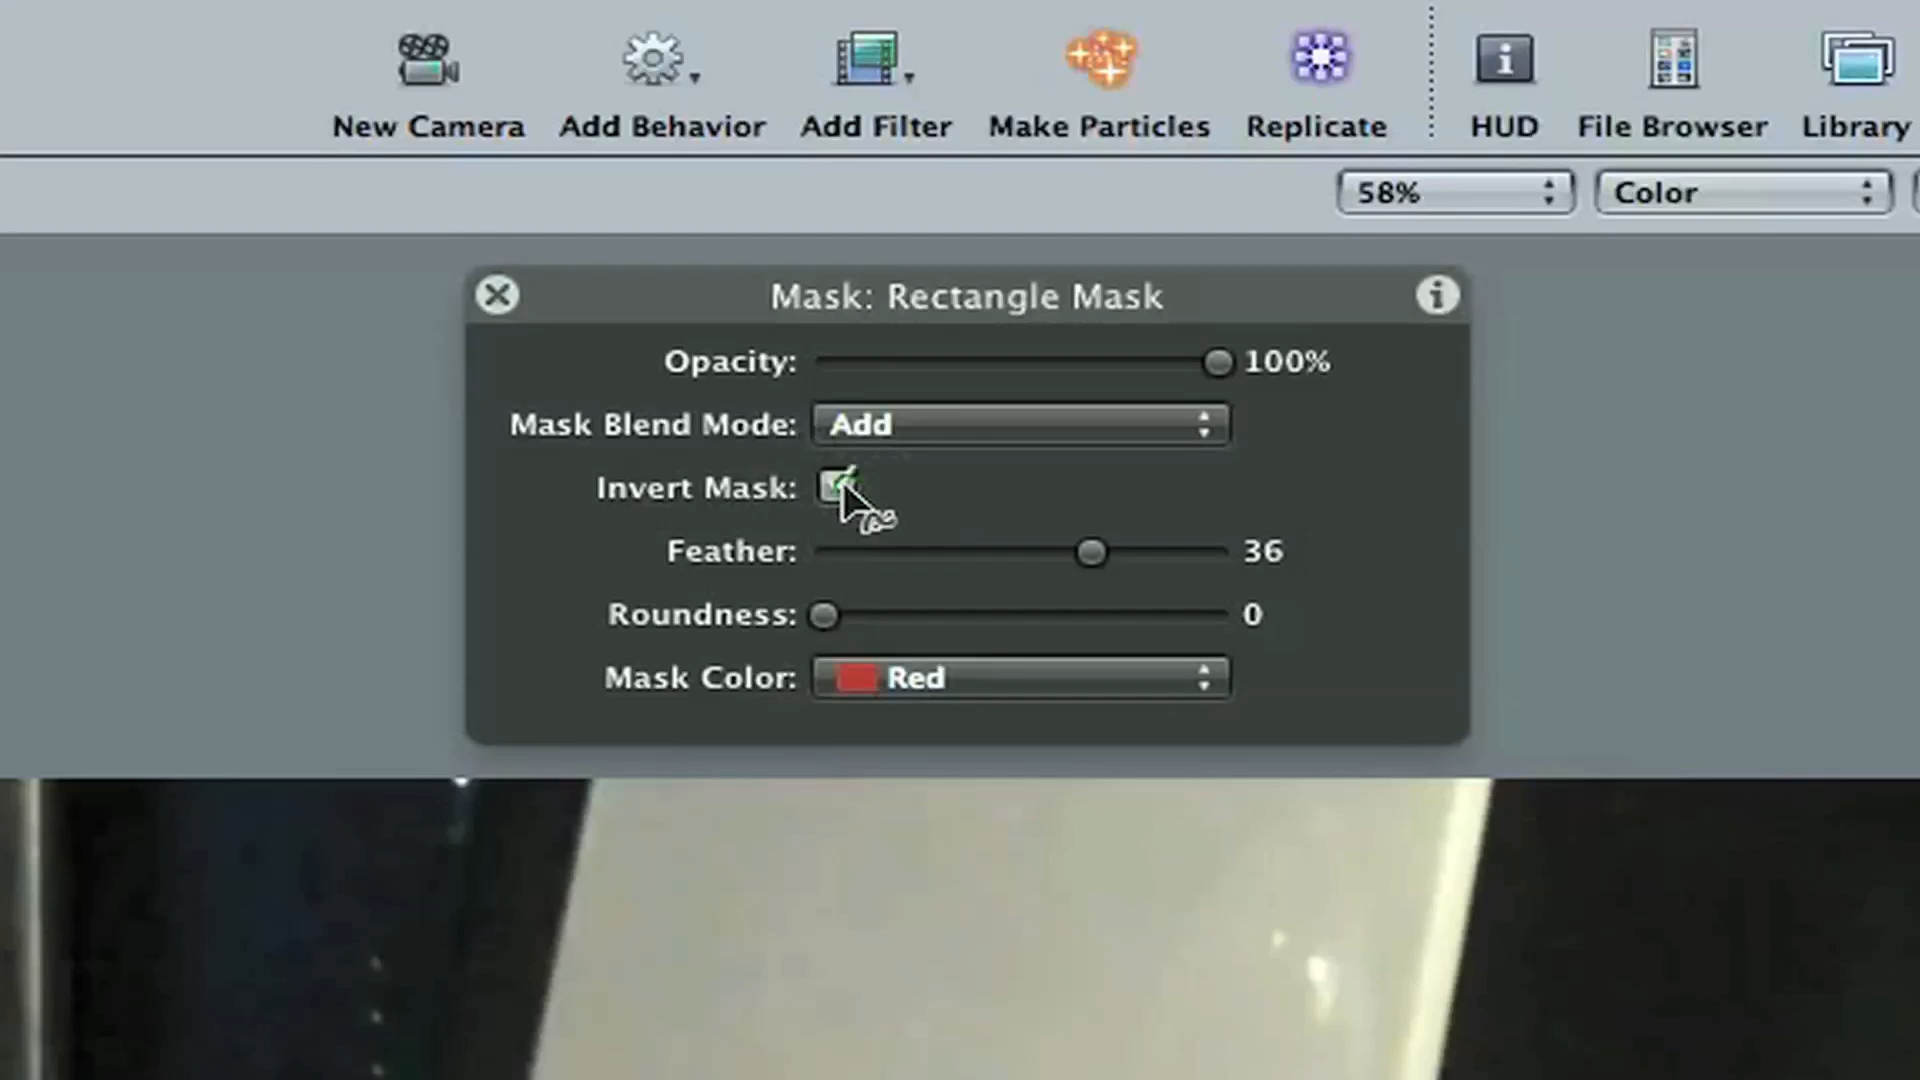 New Camera
Add Behavior
Add Filter
Make Particles
Replicate
HUD
File Browser
Library
58%
Color
Mask: Rectangle Mask
Opacity: 100%
Mask Blend Mode: Add
Invert Mask:
Feather: 36
Roundness: 0
Mask Color: Red